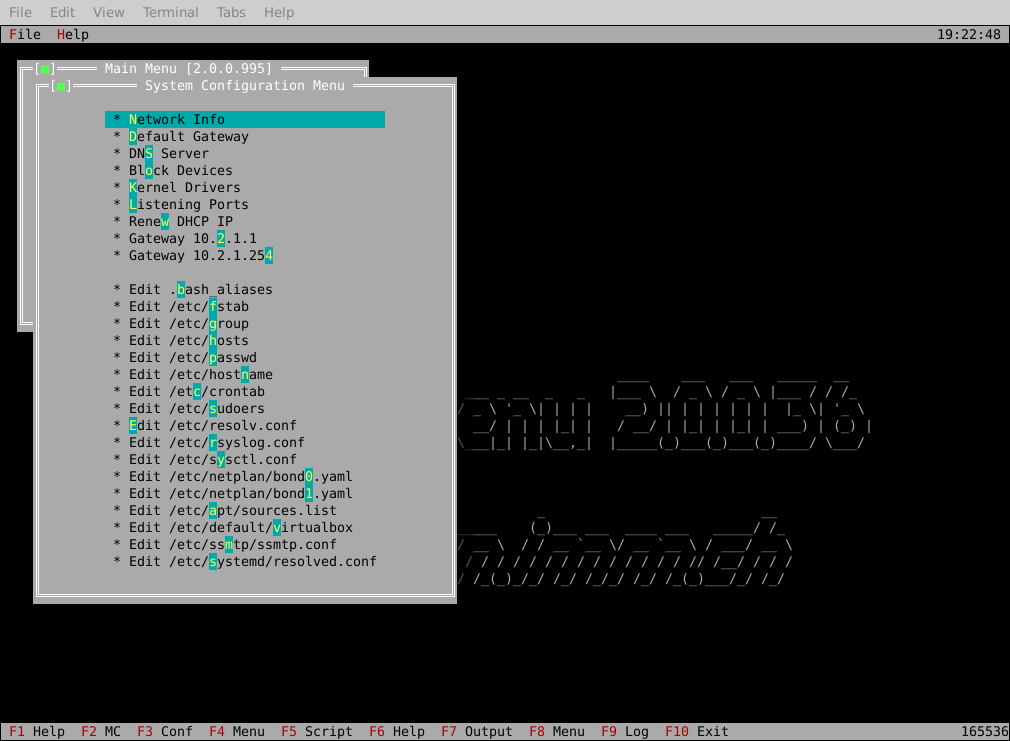 File Edit View Terminal Tabs Help
File Help 19:22:48
Main Menu [2.0.0.995]
System Configuration Menu
* Network Info
* Default Gateway
* DNS Server
* Block Devices
* Kernel Drivers
* Listening Ports
* Renew DHCP IP
* Gateway 10.2.1.1
* Gateway 10.2.1.254
* Edit .bash_aliases
* Edit /etc/fstab
* Edit /etc/group
* Edit /etc/hosts
* Edit /etc/passwd
* Edit /etc/hostname
* Edit /etc/crontab
* Edit /etc/sudoers
* Edit /etc/resolv.conf
* Edit /etc/rsyslog.conf
* Edit /etc/sysctl.conf
* Edit /etc/netplan/bond0.yaml
* Edit /etc/netplan/bond1.yaml
* Edit /etc/apt/sources.list
* Edit /etc/default/virtualbox
* Edit /etc/ssmtp/ssmtp.conf
* Edit /etc/systemd/resolved.conf
F1 Help F2 MC F3 Conf F4 Menu F5 Script F6 Help F7 Output F8 Menu F9 Log F10 Exit 165536